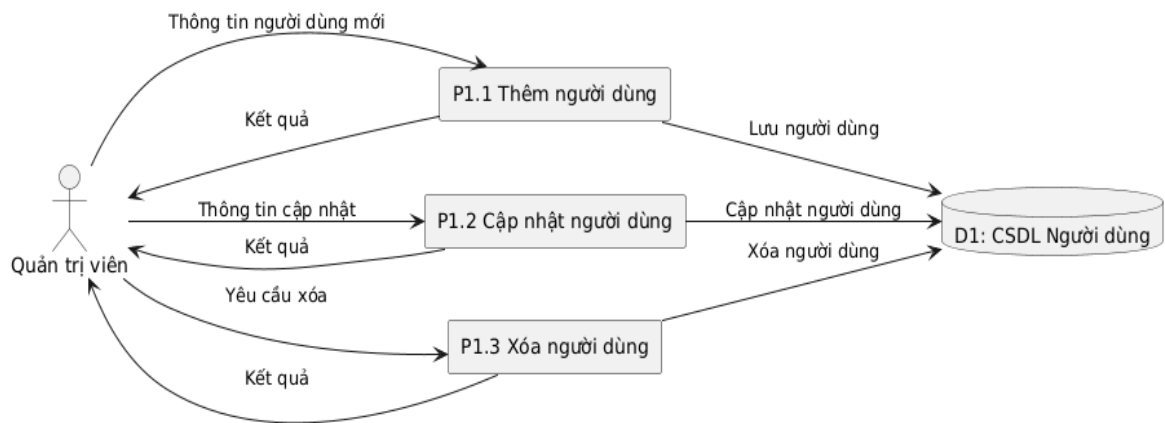 Thông tin người dùng mới
P1.1 Thêm người dùng
Kết quả
Lưu người dùng
Thông tin cập nhật
P1.2 Cập nhật người dùng
Cập nhật người dùng
D1: CSDL Người dùng
Kết quả
Xóa người dùng
Quản trị viên
Yêu cầu xóa
P1.3 Xóa người dùng
Kết quả